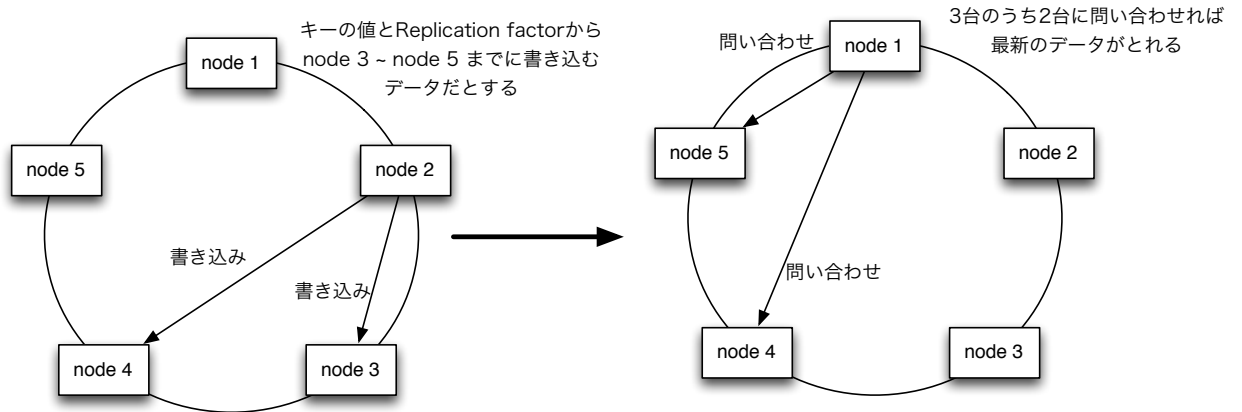 キーの値とReplication factorから
node 3 ~ node 5 までに書き込む
データだとする
node 1
node 5
node 2
書き込み
書き込み
node 4
node 3
3台のうち2台に問い合わせれば
最新のデータがとれる
問い合わせ
node 1
node 5
node 2
問い合わせ
node 4
node 3